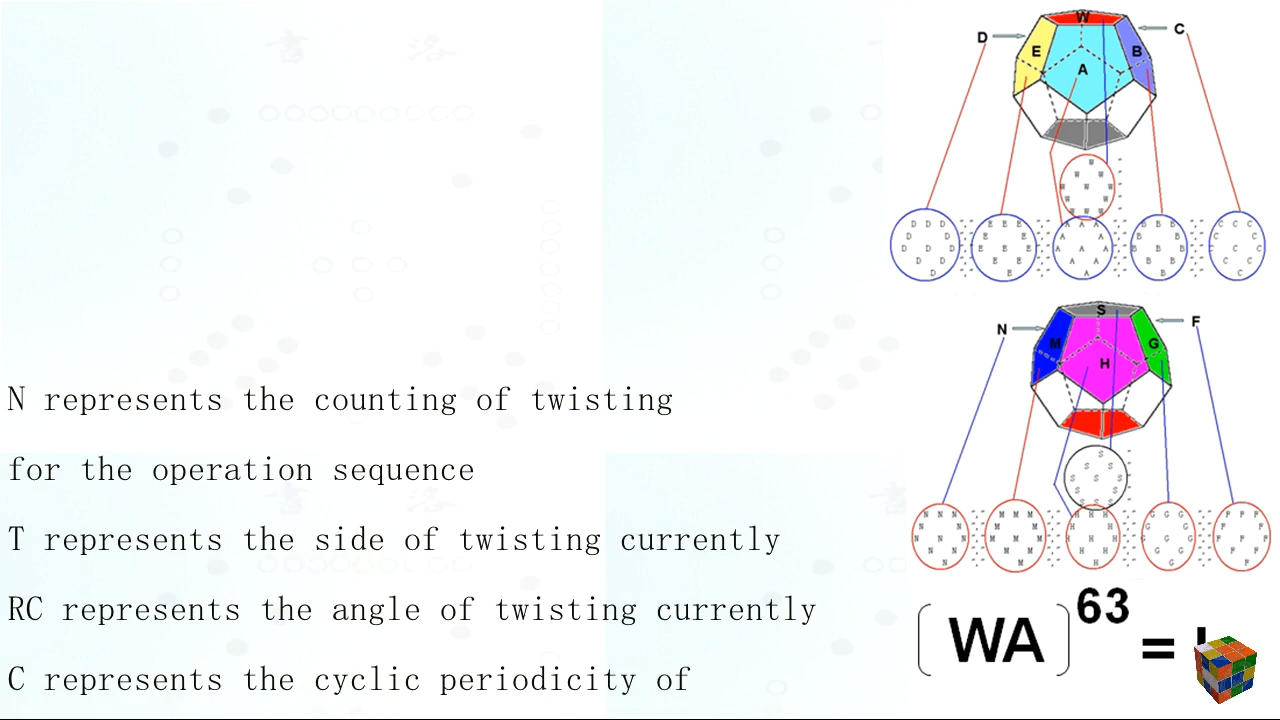 W
D
C
E
B
A
W
W W
W W
W W
W W W
D D D
D D
D D D
D D
D
E E E
E E
E E E
E E
E
A A A
A A
A A A
A A
A
B B B
B B
B B B
B B
B
C C C
C C
C C C
C C
C
S
N
F
M
G
H
S
S S
S S S
S S
S S S
N N N
N N
N N N
N N
N
M M M
M M
M M M
M M
M
H H H
H H
H H H
H H
H
G G G
G G
G G G
G G
G
F F F
F F
F F F
F F
F
N represents the counting of twisting
for the operation sequence
T represents the side of twisting currently
RC represents the angle of twisting currently
C represents the cyclic periodicity of
[WA]63 =